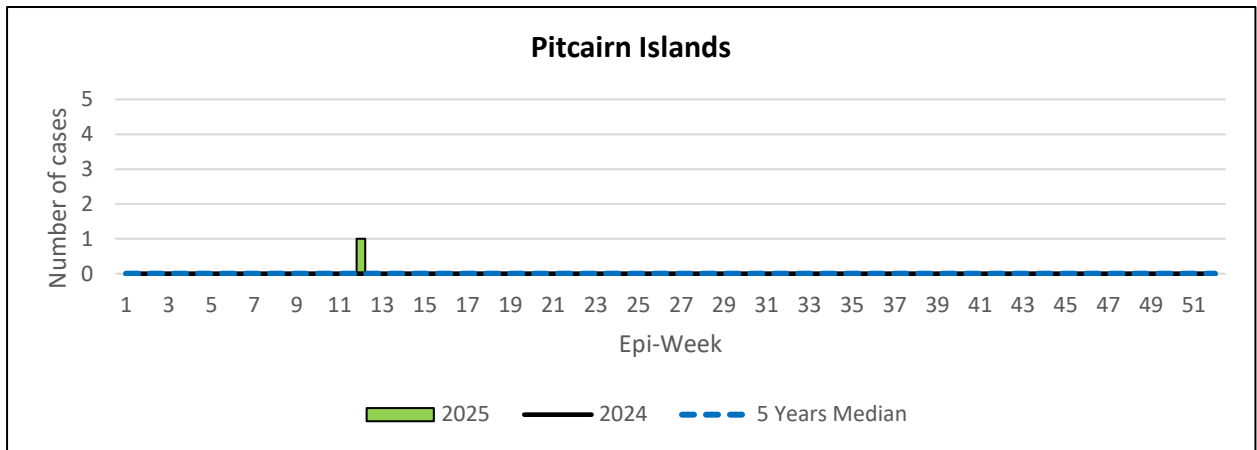 Pitcairn Islands
Number of cases
5
4
3
2
1
0
1 3 5 7 9 11 13 15 17 19 21 23 25 27 29 31 33 35 37 39 41 43 45 47 49 51
Epi-Week
2025 2024 5 Years Median